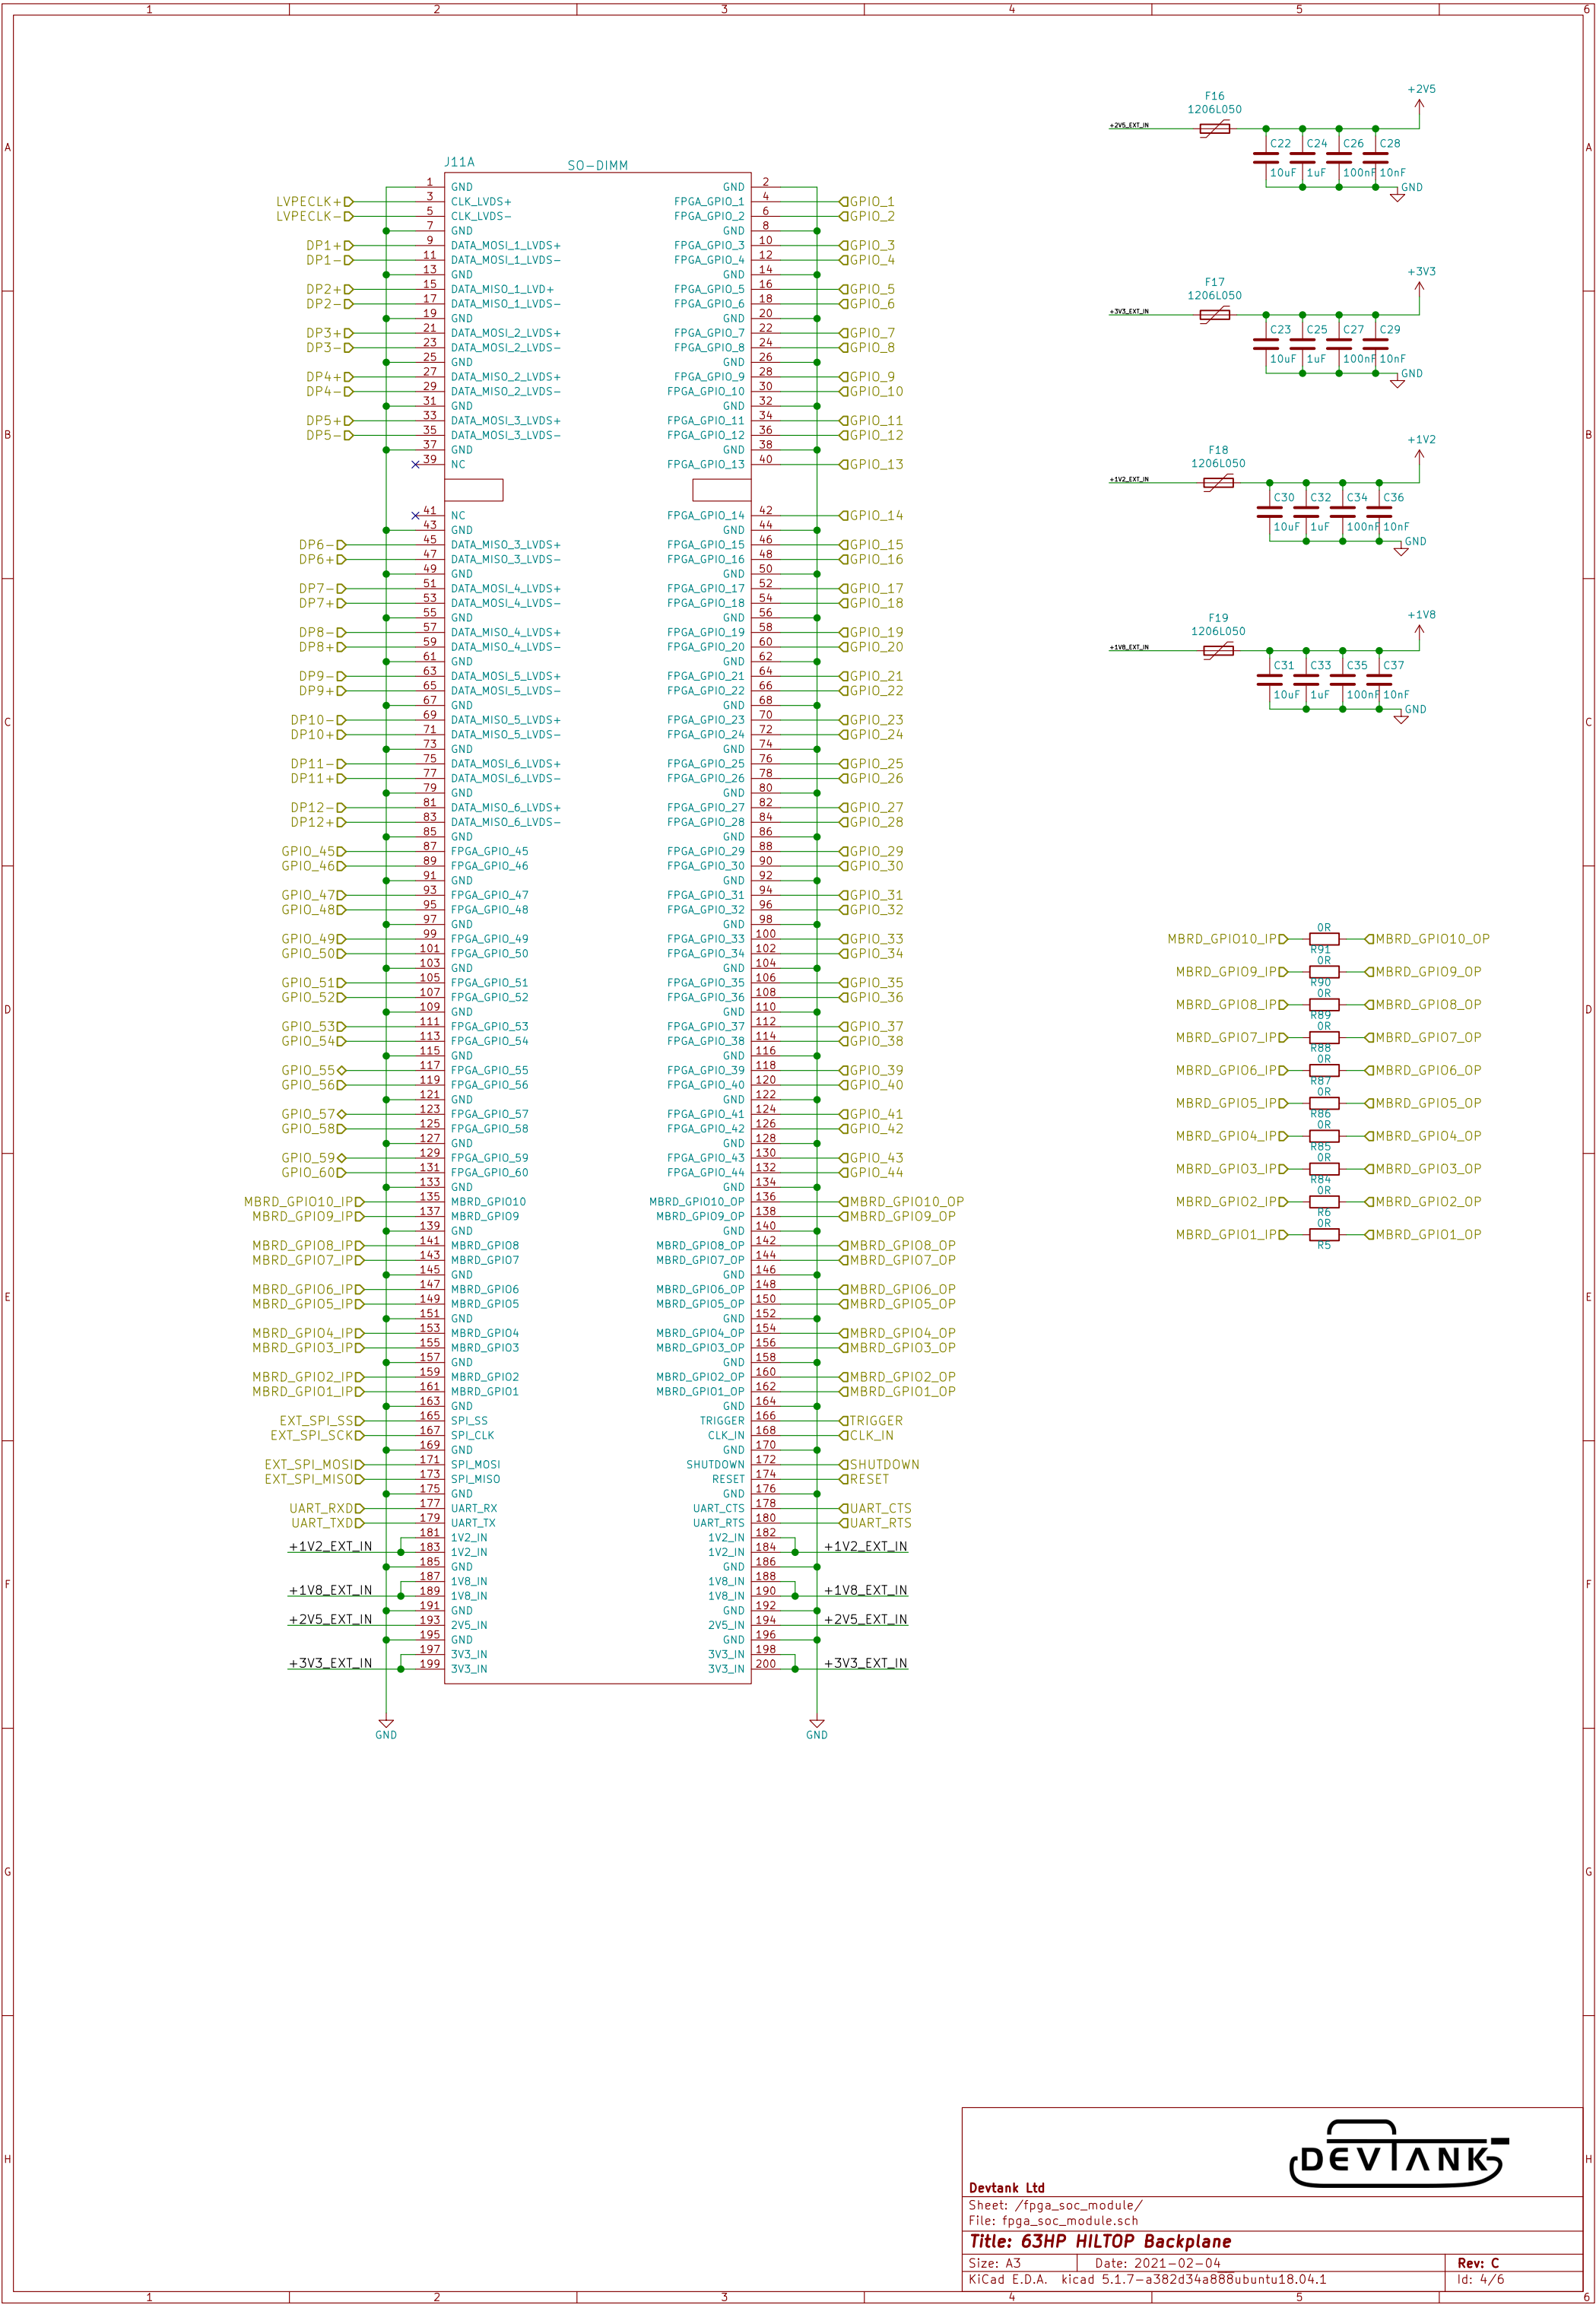 1 2 3 4 5 6
A A
B B
C C
D D
E E
F F
G G
H H
J11A SO-DIMM
1 GND GND 2
LVPECLK+ 3 CLK_LVDS+ FPGA_GPIO_1 4 GPIO_1
LVPECLK- 5 CLK_LVDS- FPGA_GPIO_2 6 GPIO_2
7 GND GND 8
DP1+ 9 DATA_MOSI_1_LVDS+ FPGA_GPIO_3 10 GPIO_3
DP1- 11 DATA_MOSI_1_LVDS- FPGA_GPIO_4 12 GPIO_4
13 GND GND 14
DP2+ 15 DATA_MISO_1_LVD+ FPGA_GPIO_5 16 GPIO_5
DP2- 17 DATA_MISO_1_LVDS- FPGA_GPIO_6 18 GPIO_6
19 GND GND 20
DP3+ 21 DATA_MOSI_2_LVDS+ FPGA_GPIO_7 22 GPIO_7
DP3- 23 DATA_MOSI_2_LVDS- FPGA_GPIO_8 24 GPIO_8
25 GND GND 26
DP4+ 27 DATA_MISO_2_LVDS+ FPGA_GPIO_9 28 GPIO_9
DP4- 29 DATA_MISO_2_LVDS- FPGA_GPIO_10 30 GPIO_10
31 GND GND 32
DP5+ 33 DATA_MOSI_3_LVDS+ FPGA_GPIO_11 34 GPIO_11
DP5- 35 DATA_MOSI_3_LVDS- FPGA_GPIO_12 36 GPIO_12
37 GND GND 38
39 NC FPGA_GPIO_13 40 GPIO_13
41 NC FPGA_GPIO_14 42 GPIO_14
43 GND GND 44
DP6- 45 DATA_MISO_3_LVDS+ FPGA_GPIO_15 46 GPIO_15
DP6+ 47 DATA_MISO_3_LVDS- FPGA_GPIO_16 48 GPIO_16
49 GND GND 50
DP7- 51 DATA_MOSI_4_LVDS+ FPGA_GPIO_17 52 GPIO_17
DP7+ 53 DATA_MOSI_4_LVDS- FPGA_GPIO_18 54 GPIO_18
55 GND GND 56
DP8- 57 DATA_MISO_4_LVDS+ FPGA_GPIO_19 58 GPIO_19
DP8+ 59 DATA_MISO_4_LVDS- FPGA_GPIO_20 60 GPIO_20
61 GND GND 62
DP9- 63 DATA_MOSI_5_LVDS+ FPGA_GPIO_21 64 GPIO_21
DP9+ 65 DATA_MOSI_5_LVDS- FPGA_GPIO_22 66 GPIO_22
67 GND GND 68
DP10- 69 DATA_MISO_5_LVDS+ FPGA_GPIO_23 70 GPIO_23
DP10+ 71 DATA_MISO_5_LVDS- FPGA_GPIO_24 72 GPIO_24
73 GND GND 74
DP11- 75 DATA_MOSI_6_LVDS+ FPGA_GPIO_25 76 GPIO_25
DP11+ 77 DATA_MOSI_6_LVDS- FPGA_GPIO_26 78 GPIO_26
79 GND GND 80
DP12- 81 DATA_MISO_6_LVDS+ FPGA_GPIO_27 82 GPIO_27
DP12+ 83 DATA_MISO_6_LVDS- FPGA_GPIO_28 84 GPIO_28
85 GND GND 86
GPIO_45 87 FPGA_GPIO_45 FPGA_GPIO_29 88 GPIO_29
GPIO_46 89 FPGA_GPIO_46 FPGA_GPIO_30 90 GPIO_30
91 GND GND 92
GPIO_47 93 FPGA_GPIO_47 FPGA_GPIO_31 94 GPIO_31
GPIO_48 95 FPGA_GPIO_48 FPGA_GPIO_32 96 GPIO_32
97 GND GND 98
GPIO_49 99 FPGA_GPIO_49 FPGA_GPIO_33 100 GPIO_33
GPIO_50 101 FPGA_GPIO_50 FPGA_GPIO_34 102 GPIO_34
103 GND GND 104
GPIO_51 105 FPGA_GPIO_51 FPGA_GPIO_35 106 GPIO_35
GPIO_52 107 FPGA_GPIO_52 FPGA_GPIO_36 108 GPIO_36
109 GND GND 110
GPIO_53 111 FPGA_GPIO_53 FPGA_GPIO_37 112 GPIO_37
GPIO_54 113 FPGA_GPIO_54 FPGA_GPIO_38 114 GPIO_38
115 GND GND 116
GPIO_55 117 FPGA_GPIO_55 FPGA_GPIO_39 118 GPIO_39
GPIO_56 119 FPGA_GPIO_56 FPGA_GPIO_40 120 GPIO_40
121 GND GND 122
GPIO_57 123 FPGA_GPIO_57 FPGA_GPIO_41 124 GPIO_41
GPIO_58 125 FPGA_GPIO_58 FPGA_GPIO_42 126 GPIO_42
127 GND GND 128
GPIO_59 129 FPGA_GPIO_59 FPGA_GPIO_43 130 GPIO_43
GPIO_60 131 FPGA_GPIO_60 FPGA_GPIO_44 132 GPIO_44
133 GND GND 134
MBRD_GPIO10_IP 135 MBRD_GPIO10 MBRD_GPIO10_OP 136 MBRD_GPIO10_OP
MBRD_GPIO9_IP 137 MBRD_GPIO9 MBRD_GPIO9_OP 138 MBRD_GPIO9_OP
139 GND GND 140
MBRD_GPIO8_IP 141 MBRD_GPIO8 MBRD_GPIO8_OP 142 MBRD_GPIO8_OP
MBRD_GPIO7_IP 143 MBRD_GPIO7 MBRD_GPIO7_OP 144 MBRD_GPIO7_OP
145 GND GND 146
MBRD_GPIO6_IP 147 MBRD_GPIO6 MBRD_GPIO6_OP 148 MBRD_GPIO6_OP
MBRD_GPIO5_IP 149 MBRD_GPIO5 MBRD_GPIO5_OP 150 MBRD_GPIO5_OP
151 GND GND 152
MBRD_GPIO4_IP 153 MBRD_GPIO4 MBRD_GPIO4_OP 154 MBRD_GPIO4_OP
MBRD_GPIO3_IP 155 MBRD_GPIO3 MBRD_GPIO3_OP 156 MBRD_GPIO3_OP
157 GND GND 158
MBRD_GPIO2_IP 159 MBRD_GPIO2 MBRD_GPIO2_OP 160 MBRD_GPIO2_OP
MBRD_GPIO1_IP 161 MBRD_GPIO1 MBRD_GPIO1_OP 162 MBRD_GPIO1_OP
163 GND GND 164
EXT_SPI_SS 165 SPI_SS TRIGGER 166 TRIGGER
EXT_SPI_SCK 167 SPI_CLK CLK_IN 168 CLK_IN
169 GND GND 170
EXT_SPI_MOSI 171 SPI_MOSI SHUTDOWN 172 SHUTDOWN
EXT_SPI_MISO 173 SPI_MISO RESET 174 RESET
175 GND GND 176
UART_RXD 177 UART_RX UART_CTS 178 UART_CTS
UART_TXD 179 UART_TX UART_RTS 180 UART_RTS
181 1V2_IN 1V2_IN 182
+1V2_EXT_IN 183 1V2_IN 1V2_IN 184 +1V2_EXT_IN
185 GND GND 186
187 1V8_IN 1V8_IN 188
+1V8_EXT_IN 189 1V8_IN 1V8_IN 190 +1V8_EXT_IN
191 GND GND 192
+2V5_EXT_IN 193 2V5_IN 2V5_IN 194 +2V5_EXT_IN
195 GND GND 196
197 3V3_IN 3V3_IN 198
+3V3_EXT_IN 199 3V3_IN 3V3_IN 200 +3V3_EXT_IN
GND GND
+2V5
F16
1206L050
+2V5_EXT_IN
C22 C24 C26 C28
10uF 1uF 100nF 10nF
GND
+3V3
F17
1206L050
+3V3_EXT_IN
C23 C25 C27 C29
10uF 1uF 100nF 10nF
GND
+1V2
F18
1206L050
+1V2_EXT_IN
C30 C32 C34 C36
10uF 1uF 100nF 10nF
GND
+1V8
F19
1206L050
+1V8_EXT_IN
C31 C33 C35 C37
10uF 1uF 100nF 10nF
GND
0R
MBRD_GPIO10_IP MBRD_GPIO10_OP
R91
0R
MBRD_GPIO9_IP MBRD_GPIO9_OP
R90
0R
MBRD_GPIO8_IP MBRD_GPIO8_OP
R89
0R
MBRD_GPIO7_IP MBRD_GPIO7_OP
R88
0R
MBRD_GPIO6_IP MBRD_GPIO6_OP
R87
0R
MBRD_GPIO5_IP MBRD_GPIO5_OP
R86
0R
MBRD_GPIO4_IP MBRD_GPIO4_OP
R85
0R
MBRD_GPIO3_IP MBRD_GPIO3_OP
R84
0R
MBRD_GPIO2_IP MBRD_GPIO2_OP
R6
0R
MBRD_GPIO1_IP MBRD_GPIO1_OP
R5
DEVTANK
Devtank Ltd
Sheet: /fpga_soc_module/
File: fpga_soc_module.sch
Title: 63HP HILTOP Backplane
Size: A3 Date: 2021-02-04 Rev: C
KiCad E.D.A. kicad 5.1.7-a382d34a888ubuntu18.04.1 Id: 4/6
1 2 3 4 5 6